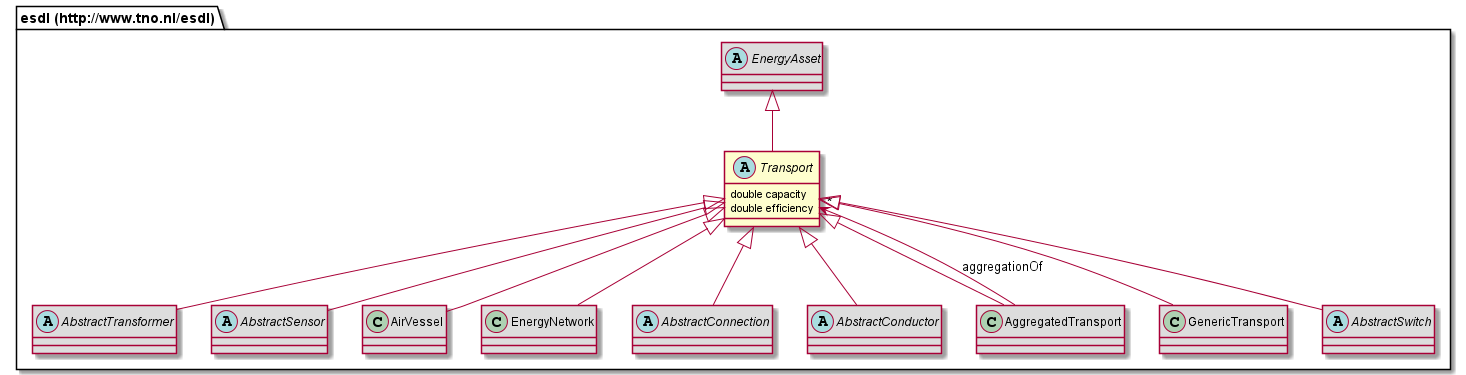 esdl (http://www.tno.nl/esdl)
A EnergyAsset
A Transport
double capacity
double efficiency
*
aggregationOf
A AbstractTransformer
A AbstractSensor
C AirVessel
C EnergyNetwork
A AbstractConnection
A AbstractConductor
C AggregatedTransport
C GenericTransport
A AbstractSwitch